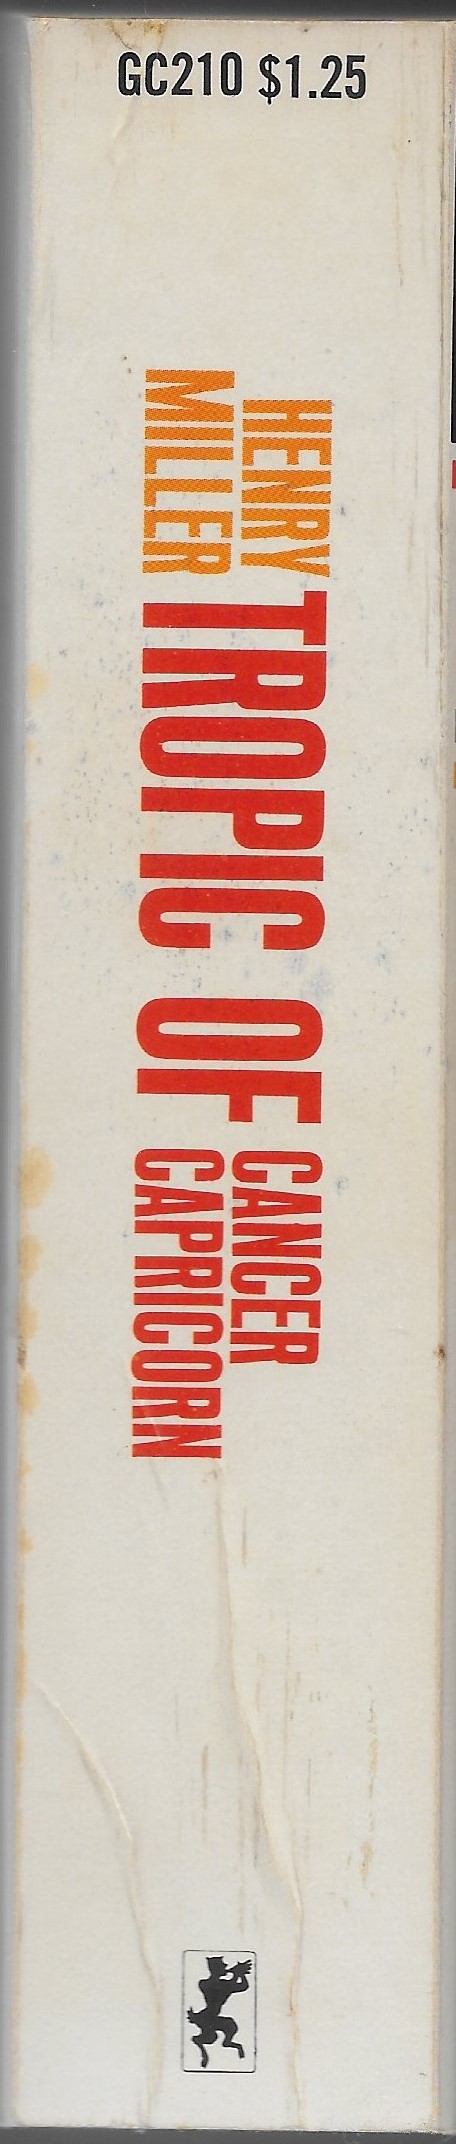 GC210 $1.25
HENRY
MILLER
TROPIC OF
CANCER
CAPRICORN